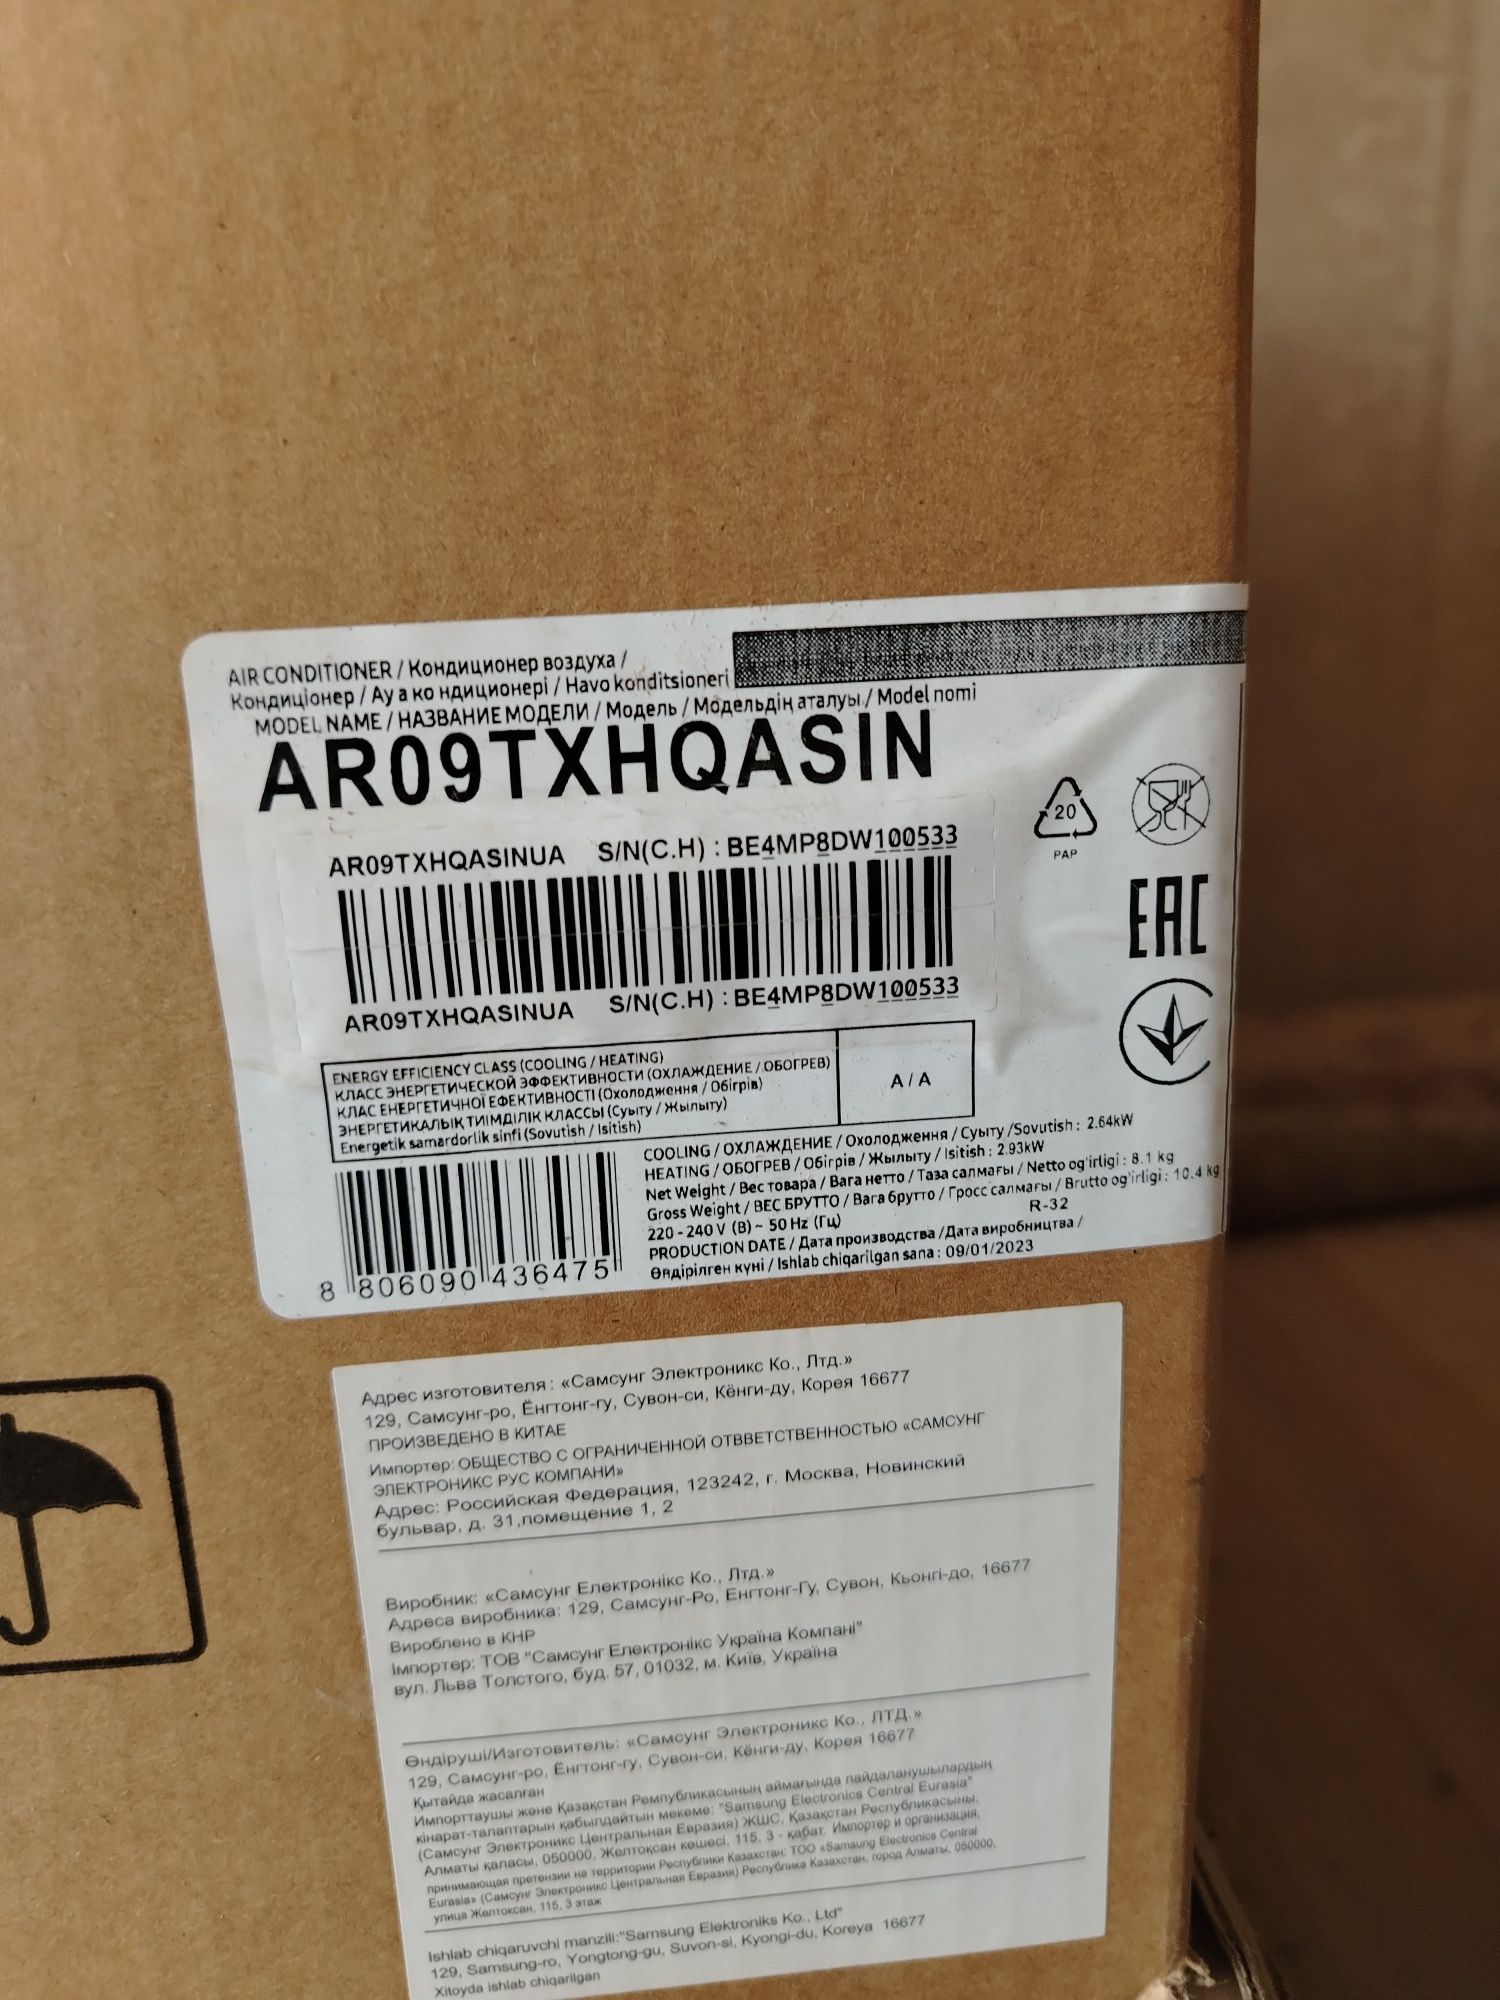 AIR CONDITIONER / Кондиционер воздуха /
Кондиціонер / Ау а ко ндиционері / Havo konditsioneri
MODEL NAME / НАЗВАНИЕ МОДЕЛИ / Модель / Модельдің аталуы / Model nomi
AR09TXHQASIN
AR09TXHQASINUA S/N(C.H) : BE4MP8DW100533
AR09TXHQASINUA S/N(C.H) : BE4MP8DW100533
20
PAP
EAC
ENERGY EFFICIENCY CLASS (COOLING / HEATING)
КЛАСС ЭНЕРГЕТИЧЕСКОЙ ЭФФЕКТИВНОСТИ (ОХЛАЖДЕНИЕ / ОБОГРЕВ)
КЛАС ЕНЕРГЕТИЧНОЇ ЕФЕКТИВНОСТІ (Охолодження / Обігрів)
ЭНЕРГЕТИКАЛЫҚ ТИІМДІЛІК КЛАССЫ (Суыту / Жылыту)
Energetik samardorlik sinfi (Sovutish / Isitish)
A / A
COOLING / ОХЛАЖДЕНИЕ / Охолодження / Суыту /Sovutish : 2.64kW
HEATING / ОБОГРЕВ / Обігрів / Жылыту / Isitish : 2.93kW
Net Weight / Вес товара / Вага нетто / Таза салмағы / Netto og'irligi : 8.1 kg
Gross Weight / ВЕС БРУТТО / Вага брутто / Гросс салмағы / Brutto og'irligi : 10.4 kg
220 - 240 V (В) ~ 50 Hz (Гц) R-32
PRODUCTION DATE / Дата производства /Дата виробництва /
Өндірілген күні / Ishlab chiqarilgan sana : 09/01/2023
8 806090 436475
Адрес изготовителя : «Самсунг Электроникс Ко., Лтд.»
129, Самсунг-ро, Ёнгтонг-гу, Сувон-си, Кёнги-ду, Корея 16677
ПРОИЗВЕДЕНО В КИТАЕ
Импортер: ОБЩЕСТВО С ОГРАНИЧЕННОЙ ОТВВЕТСТВЕННОСТЬЮ «САМСУНГ
ЭЛЕКТРОНИКС РУС КОМПАНИ»
Адрес: Российская Федерация, 123242, г. Москва, Новинский
бульвар, д. 31,помещение 1, 2
Виробник: «Самсунг Електронікс Ко., Лтд.»
Адреса виробника: 129, Самсунг-Ро, Енгтонг-Гу, Сувон, Кьонгі-до, 16677
Вироблено в КНР
Імпортер: ТОВ "Самсунг Електронікс Україна Компані"
вул. Льва Толстого, буд. 57, 01032, м. Київ, Україна
Өндіруші/Изготовитель: «Самсунг Электроникс Ко., ЛТД.»
129, Самсунг-ро, Ёнгтонг-гу, Сувон-си, Кёнги-ду, Корея 16677
Қытайда жасалған
Импорттаушы және Қазақстан Ремпубликасының аймағында пайдаланушылардың
кінарат-талаптарын қабылдайтын мекеме: "Samsung Electronics Central Eurasia"
(Самсунг Электроникс Центральная Евразия) ЖШС, Қазақстан Республикасыны,
Алматы қаласы, 050000, Желтоқсан көшесі, 115, 3 - қабат. Импортер и организация,
принимающая претензии на территории Республики Казахстан: ТОО «Samsung Electronics Central
Eurasia» (Самсунг Электроникс Центральная Евразия) Республика Казахстан, город Алматы, 050000,
улица Желтоксан, 115, 3 этаж
Ishlab chiqaruvchi manzili:"Samsung Elektroniks Ko., Ltd"
129, Samsung-ro, Yongtong-gu, Suvon-si, Kyongi-du, Koreya 16677
Xitoyda ishlab chiqarilgan